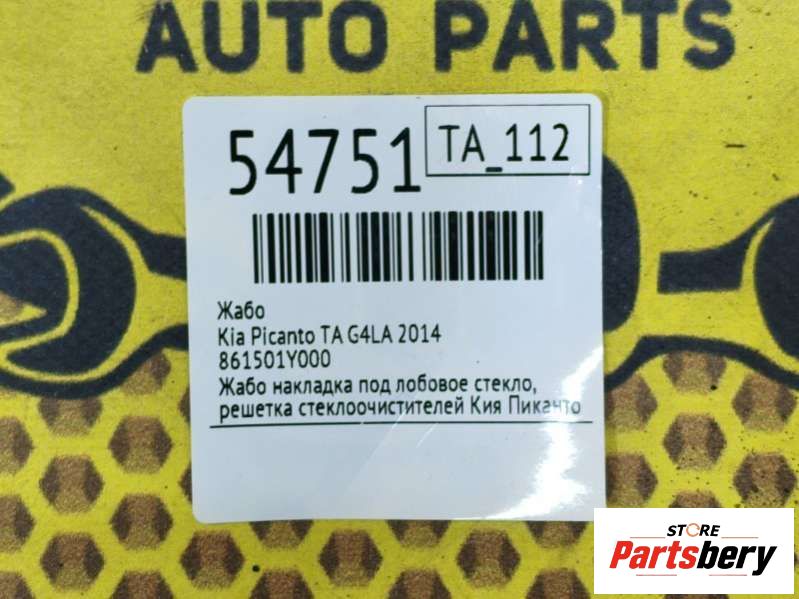 AUTO PARTS
54751
TA_112
Жабо
Kia Picanto TA G4LA 2014
861501Y000
Жабо накладка под лобовое стекло,
решетка стеклоочистителей Кия Пиканто
STORE
Partsbery